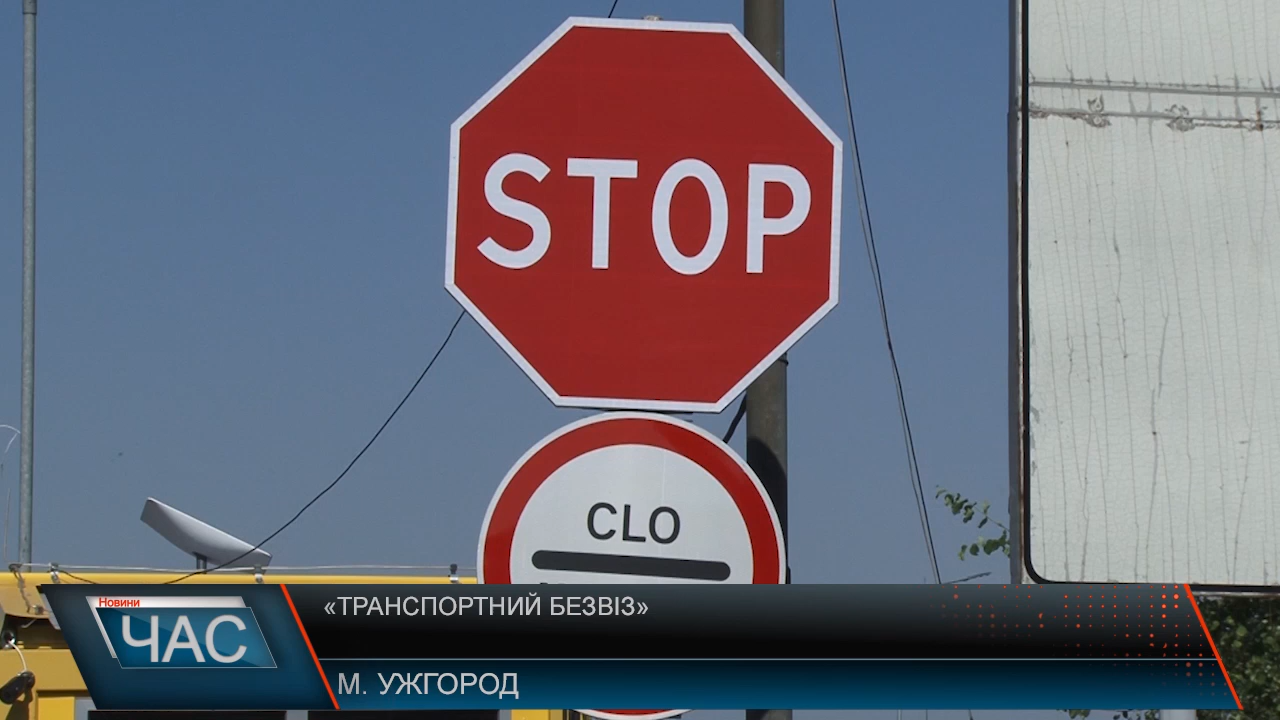 STOP
CLO
«ТРАНСПОРТНИЙ БЕЗВІЗ»
Новини
ЧАС
М. УЖГОРОД